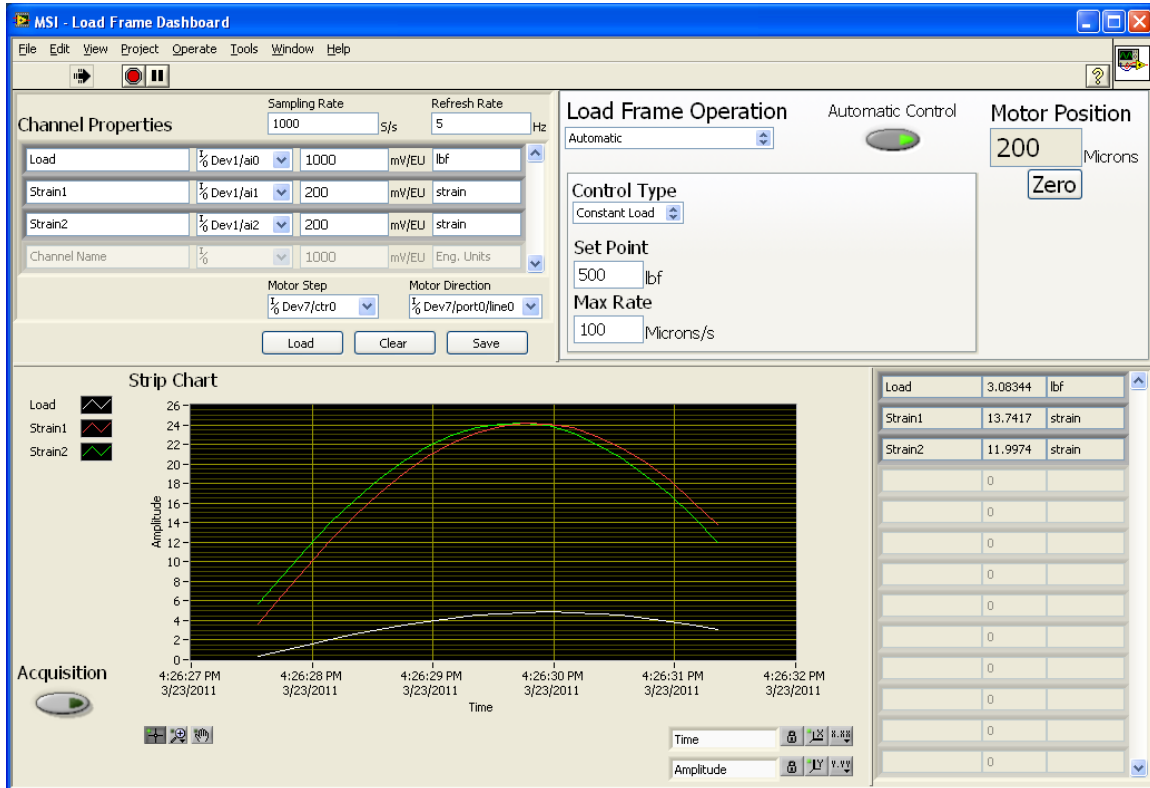 MSI - Load Frame Dashboard
File Edit View Project Operate Tools Window Help
Channel Properties
Sampling Rate
1000 S/s
Refresh Rate
5 Hz
Load Dev1/ai0 1000 mV/EU lbf
Strain1 Dev1/ai1 200 mV/EU strain
Strain2 Dev1/ai2 200 mV/EU strain
Channel Name 1000 mV/EU Eng. Units
Motor Step
Dev7/ctr0
Motor Direction
Dev7/port0/line0
Load Clear Save
Load Frame Operation
Automatic
Automatic Control
Motor Position
200 Microns
Zero
Control Type
Constant Load
Set Point
500 lbf
Max Rate
100 Microns/s
Strip Chart
Load
Strain1
Strain2
Amplitude
26
24
22
20
18
16
14
12
10
8
6
4
2
0
4:26:27 PM 4:26:28 PM 4:26:29 PM 4:26:30 PM 4:26:31 PM 4:26:32 PM
3/23/2011 3/23/2011 3/23/2011 3/23/2011 3/23/2011 3/23/2011
Time
Acquisition
Time X X.XX
Amplitude Y Y.YY
Load 3.08344 lbf
Strain1 13.7417 strain
Strain2 11.9974 strain
0
0
0
0
0
0
0
0
0
0